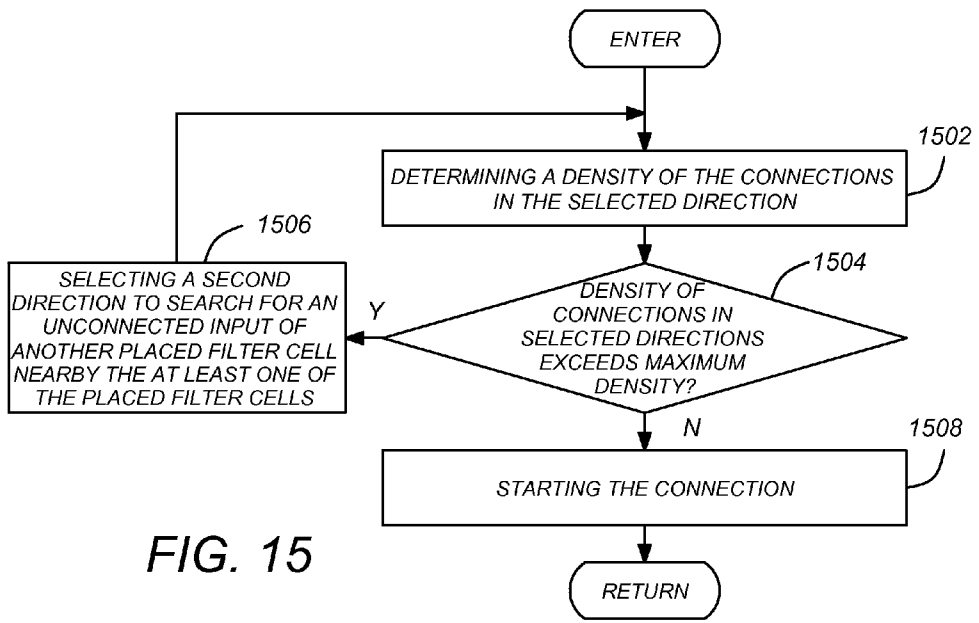 ENTER
1502
DETERMINING A DENSITY OF THE CONNECTIONS
IN THE SELECTED DIRECTION
1506
SELECTING A SECOND
DIRECTION TO SEARCH FOR AN
UNCONNECTED INPUT OF
ANOTHER PLACED FILTER CELL
NEARBY THE AT LEAST ONE OF
THE PLACED FILTER CELLS
Y
1504
DENSITY OF
CONNECTIONS IN
SELECTED DIRECTIONS
EXCEEDS MAXIMUM
DENSITY?
N
1508
STARTING THE CONNECTION
FIG. 15
RETURN